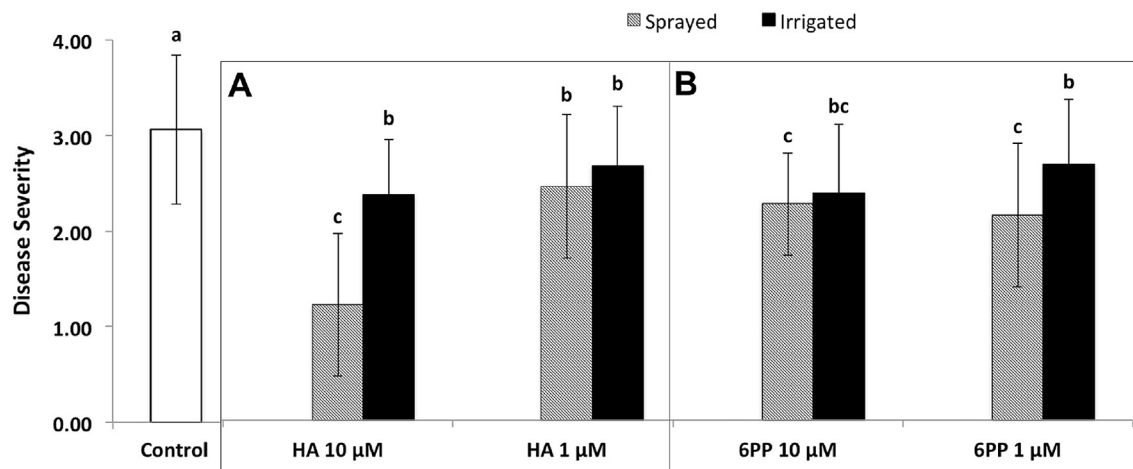 Sprayed Irrigated
4.00
3.00
2.00
1.00
0.00
Disease Severity
a
A
c
b
b
b
B
c
bc
c
b
Control
HA 10 µM
HA 1 µM
6PP 10 µM
6PP 1 µM